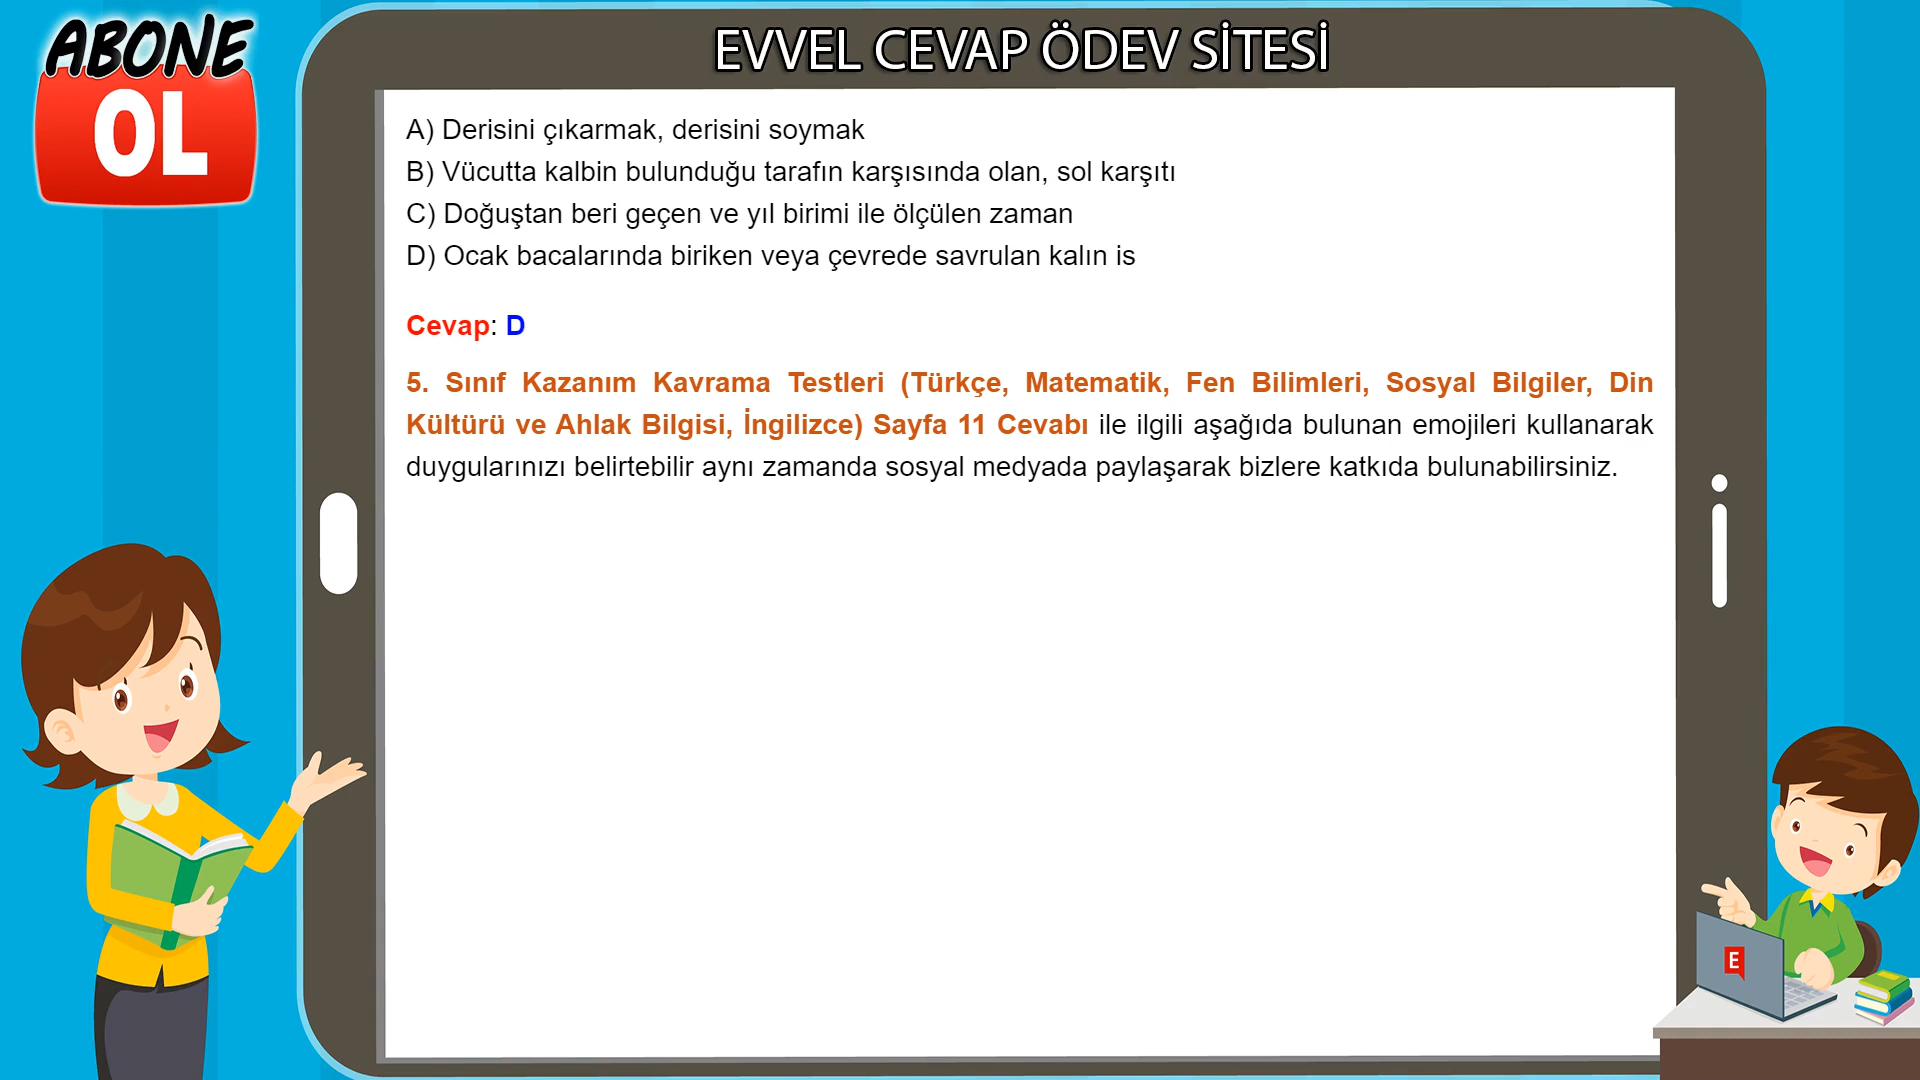 ABONE
OL
EVVEL CEVAP ÖDEV SİTESİ
A) Derisini çıkarmak, derisini soymak
B) Vücutta kalbin bulunduğu tarafın karşısında olan, sol karşıtı
C) Doğuştan beri geçen ve yıl birimi ile ölçülen zaman
D) Ocak bacalarında biriken veya çevrede savrulan kalın is
Cevap: D
5. Sınıf Kazanım Kavrama Testleri (Türkçe, Matematik, Fen Bilimleri, Sosyal Bilgiler, Din
Kültürü ve Ahlak Bilgisi, İngilizce) Sayfa 11 Cevabı ile ilgili aşağıda bulunan emojileri kullanarak
duygularınızı belirtebilir aynı zamanda sosyal medyada paylaşarak bizlere katkıda bulunabilirsiniz.
E